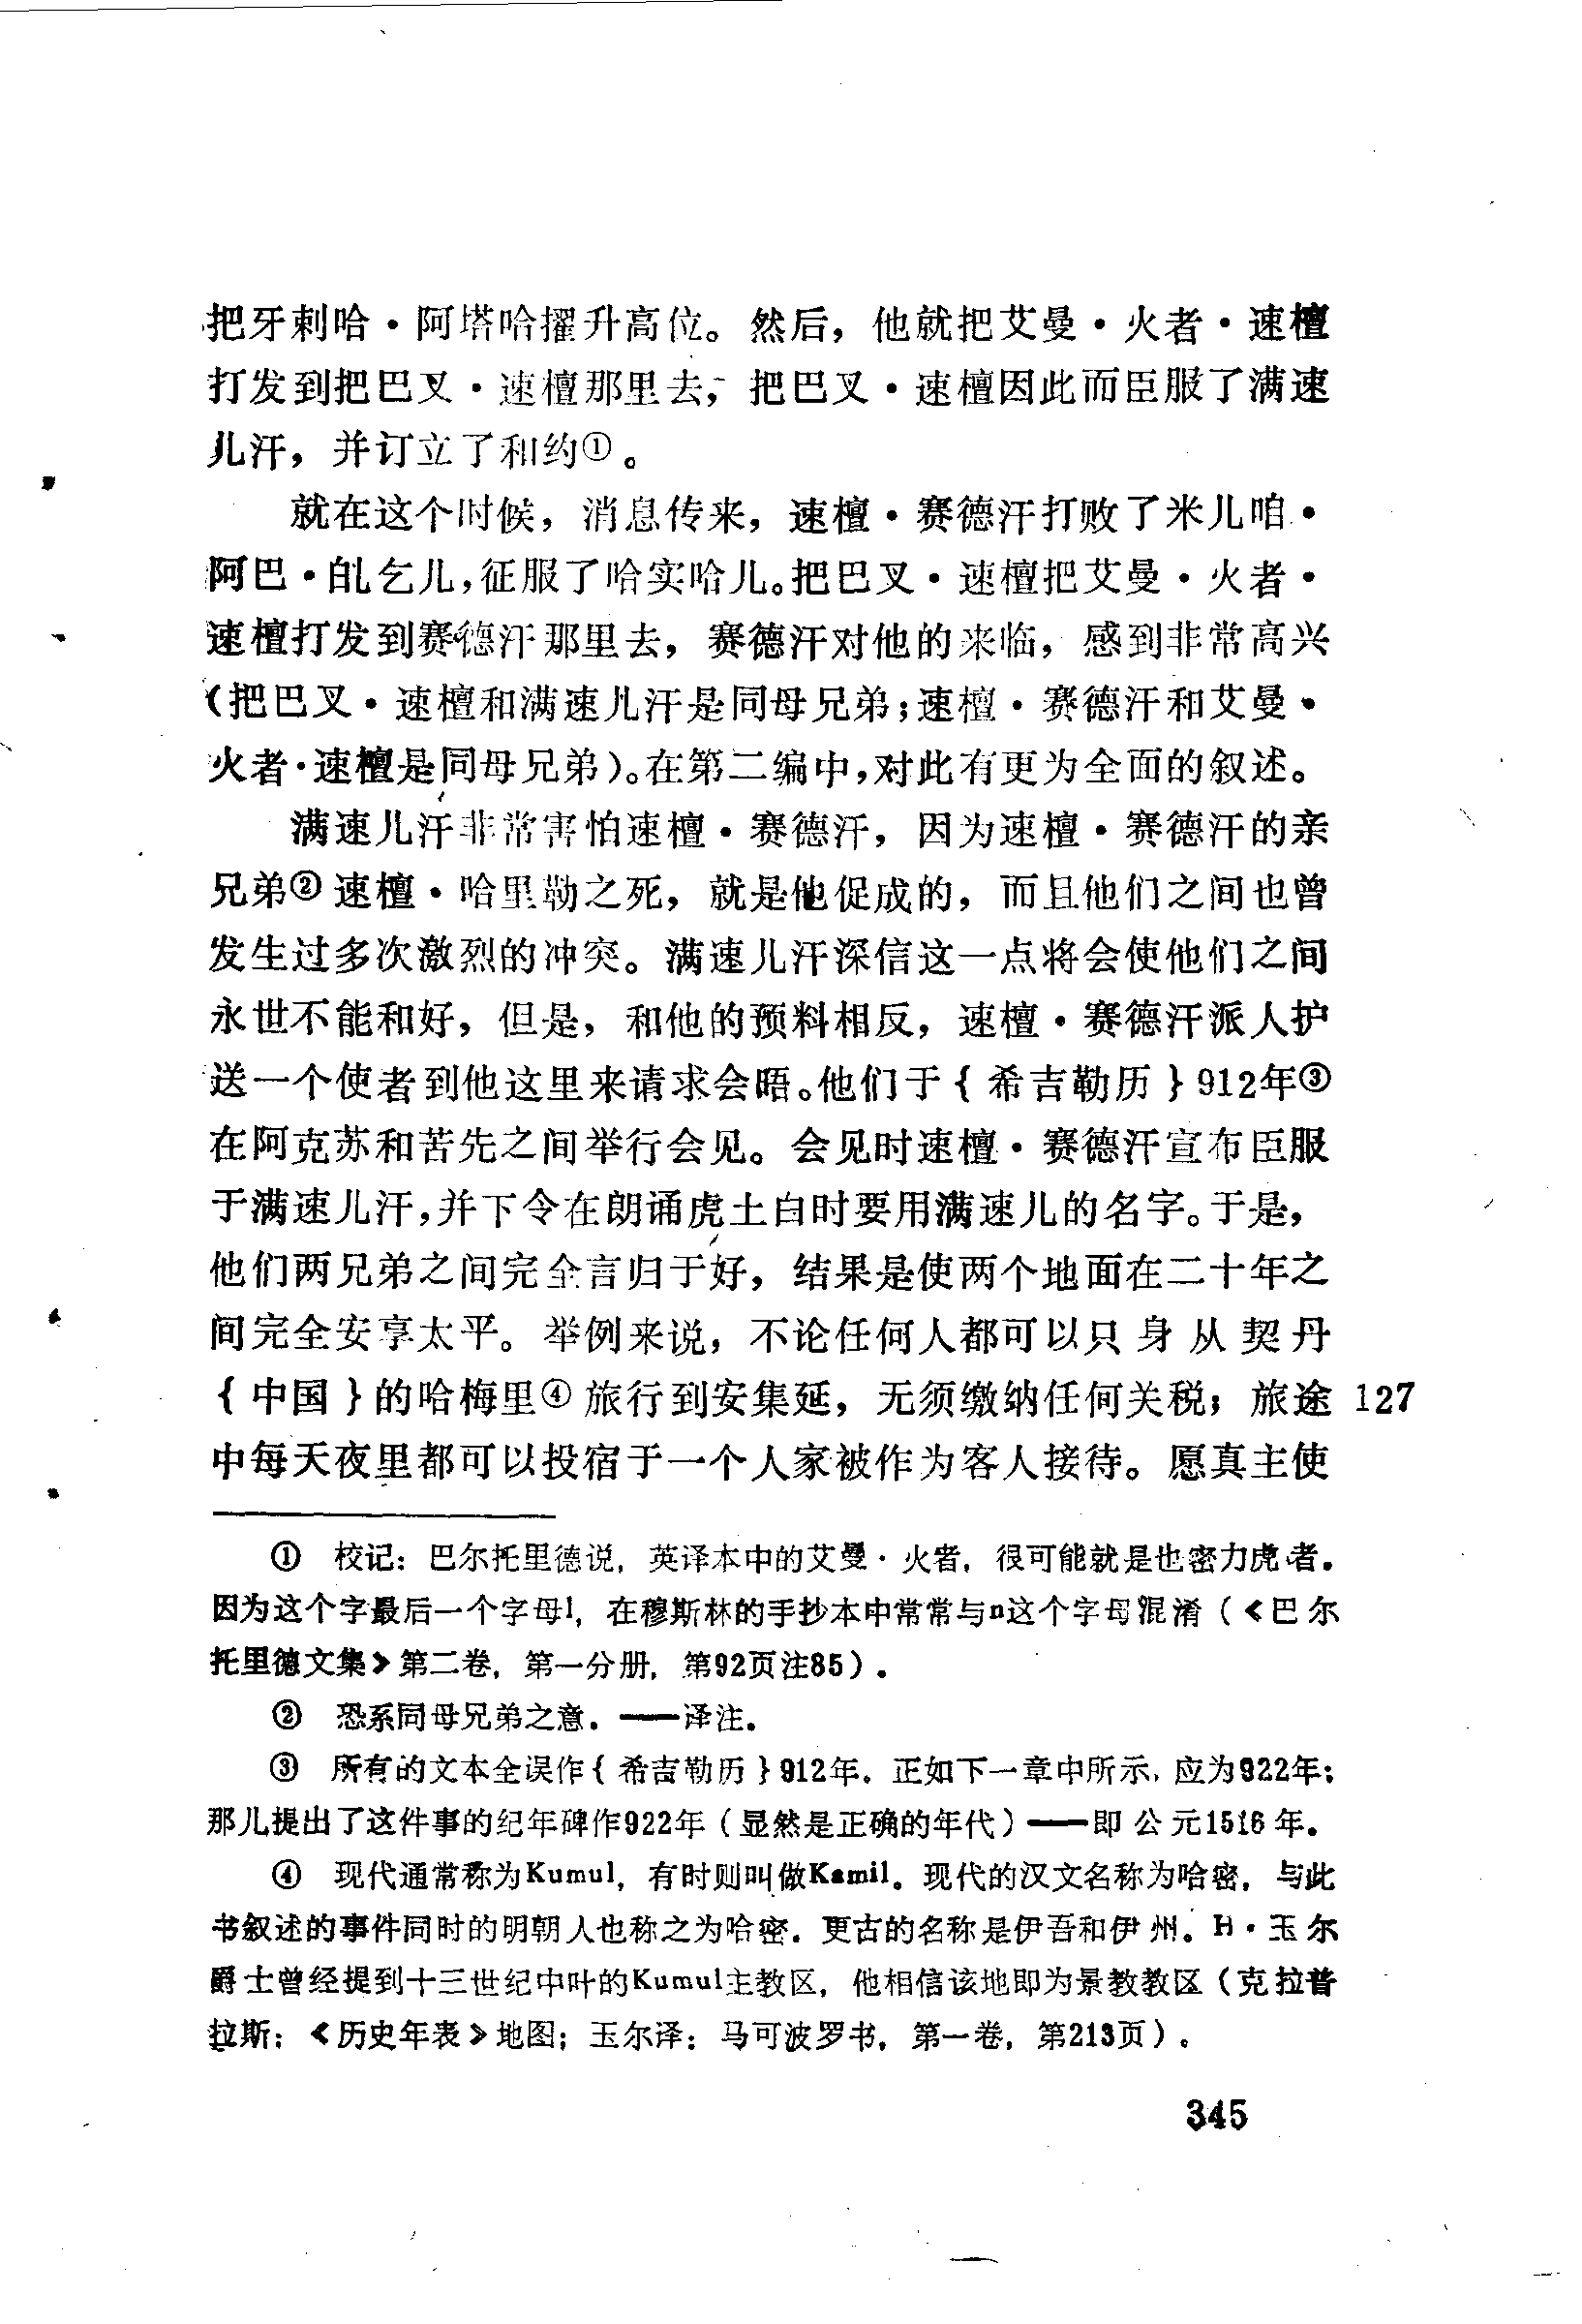 把牙剌哈·阿塔哈擢升高位。然后，他就把艾曼·火者·速檀
打发到把巴叉·速檀那里去，把巴叉·速檀因此而臣服了满速
儿汗，并订立了和约①。
就在这个时候，消息传来，速檀·赛德汗打败了米儿咱·
阿巴·癿乞儿，征服了哈实哈儿。把巴叉·速檀把艾曼·火者·
速檀打发到赛德汗那里去，赛德汗对他的来临，感到非常高兴
（把巴叉·速檀和满速儿汗是同母兄弟；速檀·赛德汗和艾曼·
火者·速檀是同母兄弟）。在第二编中，对此有更为全面的叙述。
满速儿汗非常害怕速檀·赛德汗，因为速檀·赛德汗的亲
兄弟②速檀·哈里勒之死，就是他促成的，而且他们之间也曾
发生过多次激烈的冲突。满速儿汗深信这一点将会使他们之间
永世不能和好，但是，和他的预料相反，速檀·赛德汗派人护
送一个使者到他这里来请求会晤。他们于{希吉勒历}912年③
在阿克苏和苦先之间举行会见。会见时速檀·赛德汗宣布臣服
于满速儿汗，并下令在朗诵虎土白时要用满速儿的名字。于是，
他们两兄弟之间完全言归于好，结果是使两个地面在二十年之
间完全安享太平。举例来说，不论任何人都可以只身从契丹
{中国}的哈梅里④旅行到安集延，无须缴纳任何关税；旅途 127
中每天夜里都可以投宿于一个人家被作为客人接待。愿真主使
① 校记：巴尔托里德说，英译本中的艾曼·火者，很可能就是也密力虎者。
因为这个字最后一个字母l，在穆斯林的手抄本中常常与n这个字母混淆（《巴尔
托里德文集》第二卷，第一分册，第92页注85）。
② 恐系同母兄弟之意。——译注。
③ 所有的文本全误作{希吉勒历}912年。正如下一章中所示，应为922年；
那儿提出了这件事的纪年碑作922年（显然是正确的年代）——即公元1516年。
④ 现代通常称为Kumul，有时则叫做Kamil。现代的汉文名称为哈密，与此
书叙述的事件同时的明朝人也称之为哈密。更古的名称是伊吾和伊州。H·玉尔
爵士曾经提到十三世纪中叶的Kumul主教区，他相信该地即为景教教区（克拉普
拉斯：《历史年表》地图；玉尔泽：马可波罗书，第一卷，第213页）。
345